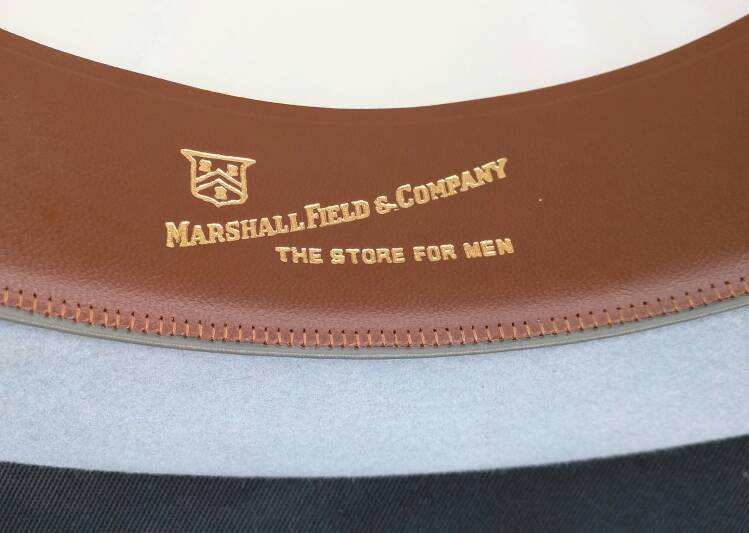 MARSHALL FIELD & COMPANY
THE STORE FOR MEN